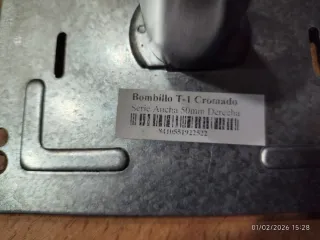 Bombillo T-1 Cromado
Serie Ancha 50mm Derecha
01/02/2026 15:28